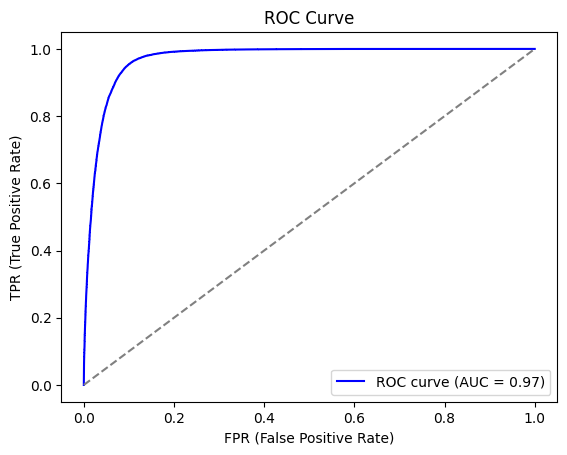 ROC Curve
TPR (True Positive Rate)
1.0
0.8
0.6
0.4
0.2
0.0
ROC curve (AUC = 0.97)
0.0 0.2 0.4 0.6 0.8 1.0
FPR (False Positive Rate)